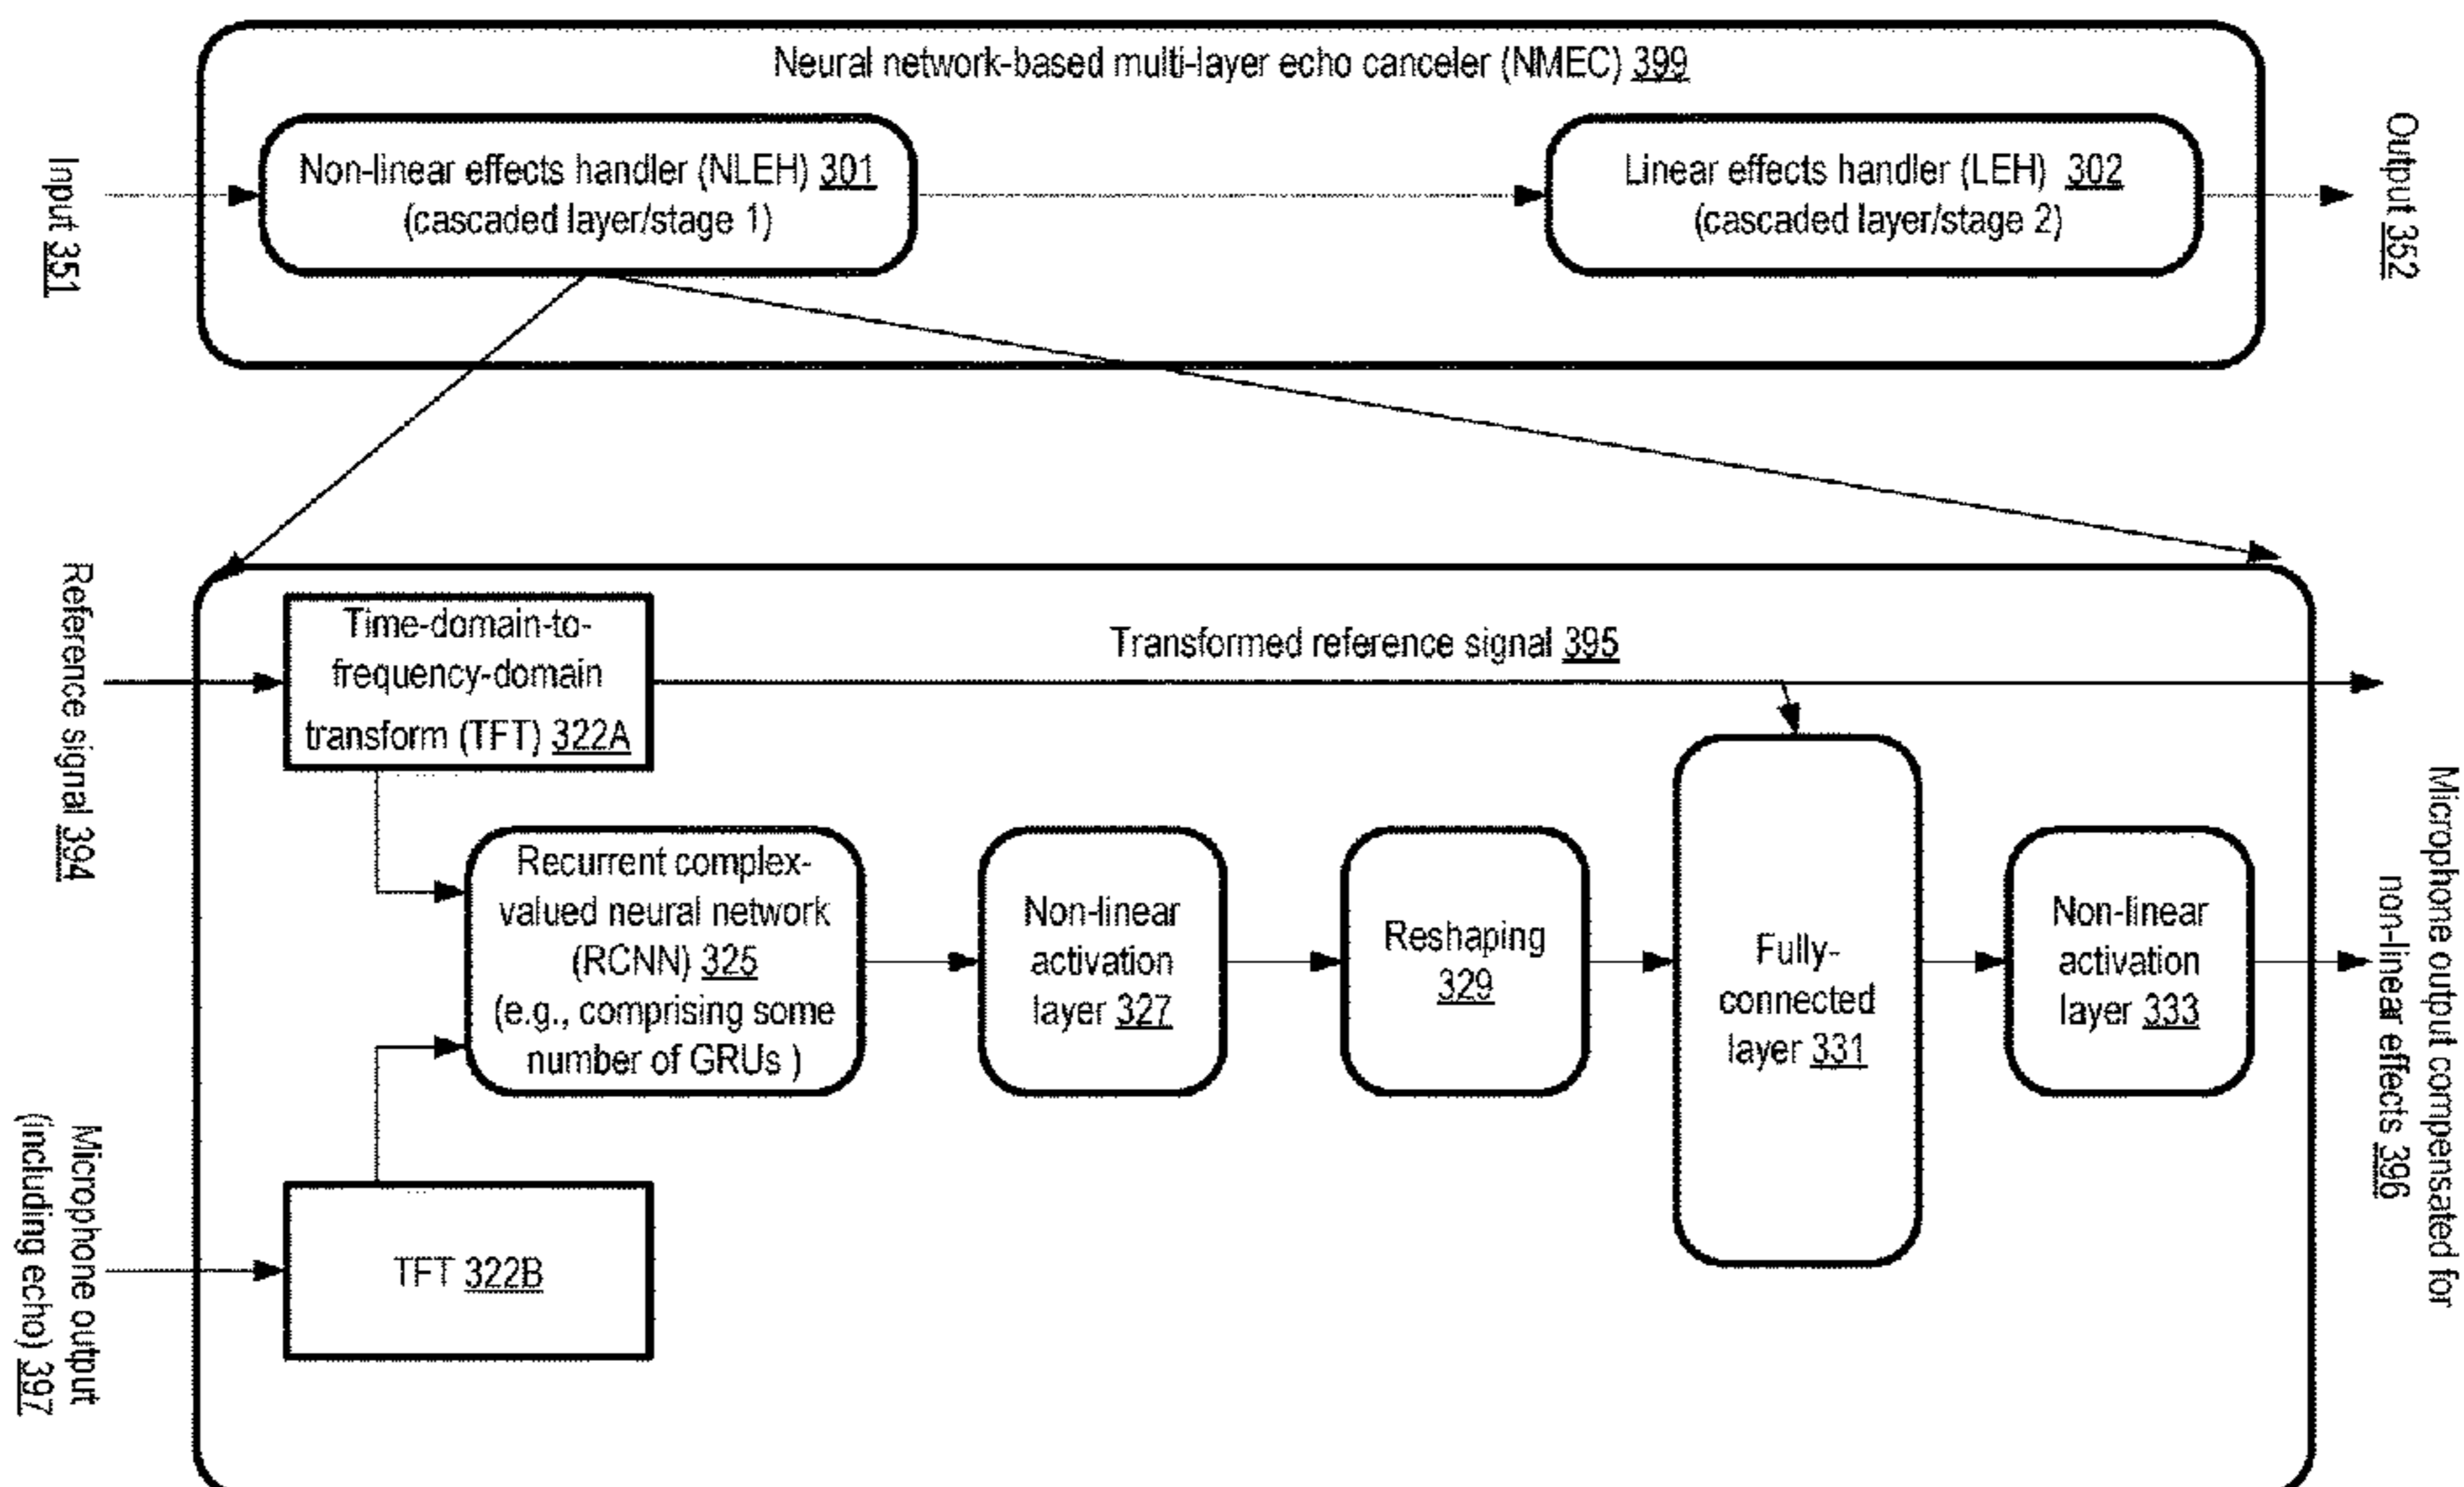 Neural network-based multi-layer echo canceler (NMEC) 399
Input 351
Non-linear effects handler (NLEH) 301
(cascaded layer/stage 1)
Linear effects handler (LEH) 302
(cascaded layer/stage 2)
Output 352
Reference signal 394
Time-domain-to-
frequency-domain
transform (TFT) 322A
Transformed reference signal 395
Recurrent complex-
valued neural network
(RCNN) 325
(e.g., comprising some
number of GRUs )
Non-linear
activation
layer 327
Reshaping
329
Fully-
connected
layer 331
Non-linear
activation
layer 333
Microphone output compensated for
non-linear effects 396
Microphone output
(including echo) 397
TFT 322B